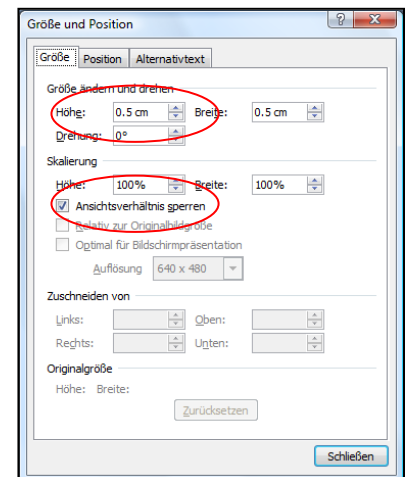 Größe und Position
Größe Position Alternativtext
Größe ändern und drehen
Höhe: 0.5 cm Breite: 0.5 cm
Drehung: 0°
Skalierung
Höhe: 100% Breite: 100%
Ansichtsverhältnis sperren
Relativ zur Originalbildgröße
Optimal für Bildschirmpräsentation
Auflösung 640 x 480
Zuschneiden von
Links: Oben:
Rechts: Unten:
Originalgröße
Höhe: Breite:
Zurücksetzen
Schließen